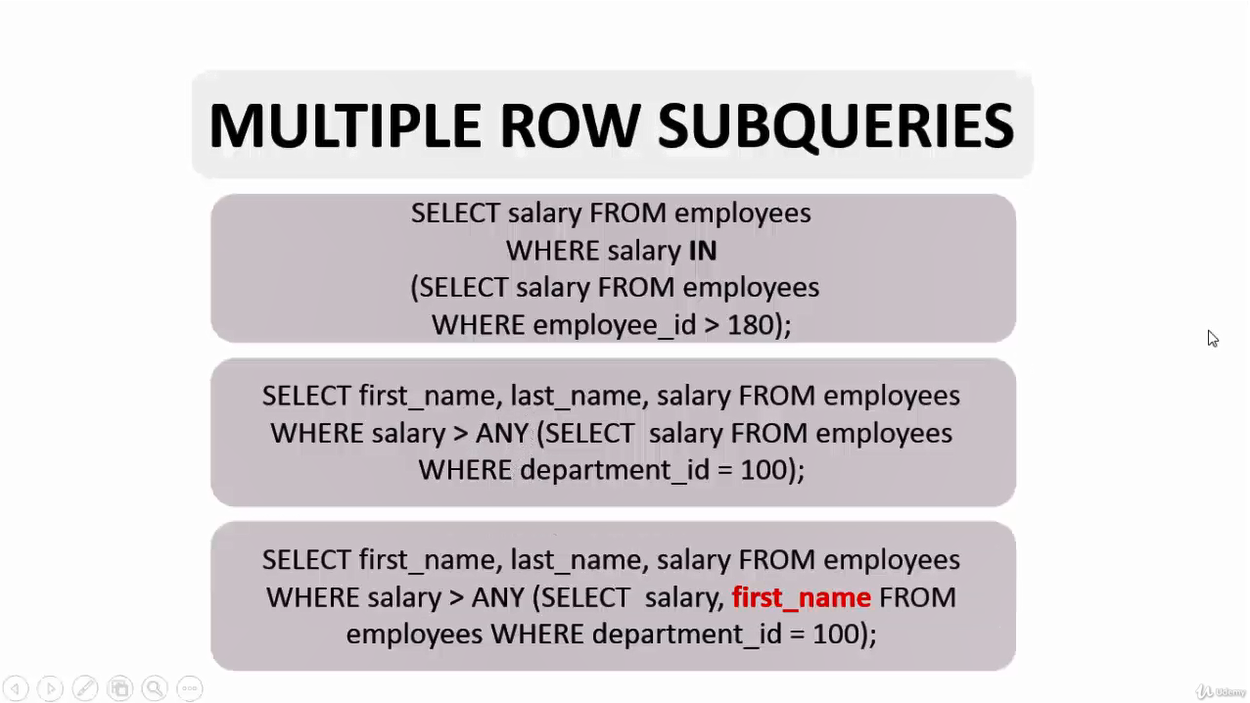 MULTIPLE ROW SUBQUERIES
SELECT salary FROM employees
WHERE salary IN
(SELECT salary FROM employees
WHERE employee_id > 180);
SELECT first_name, last_name, salary FROM employees
WHERE salary > ANY (SELECT  salary FROM employees
WHERE department_id = 100);
SELECT first_name, last_name, salary FROM employees
WHERE salary > ANY (SELECT  salary, first_name FROM
employees WHERE department_id = 100);
Udemy